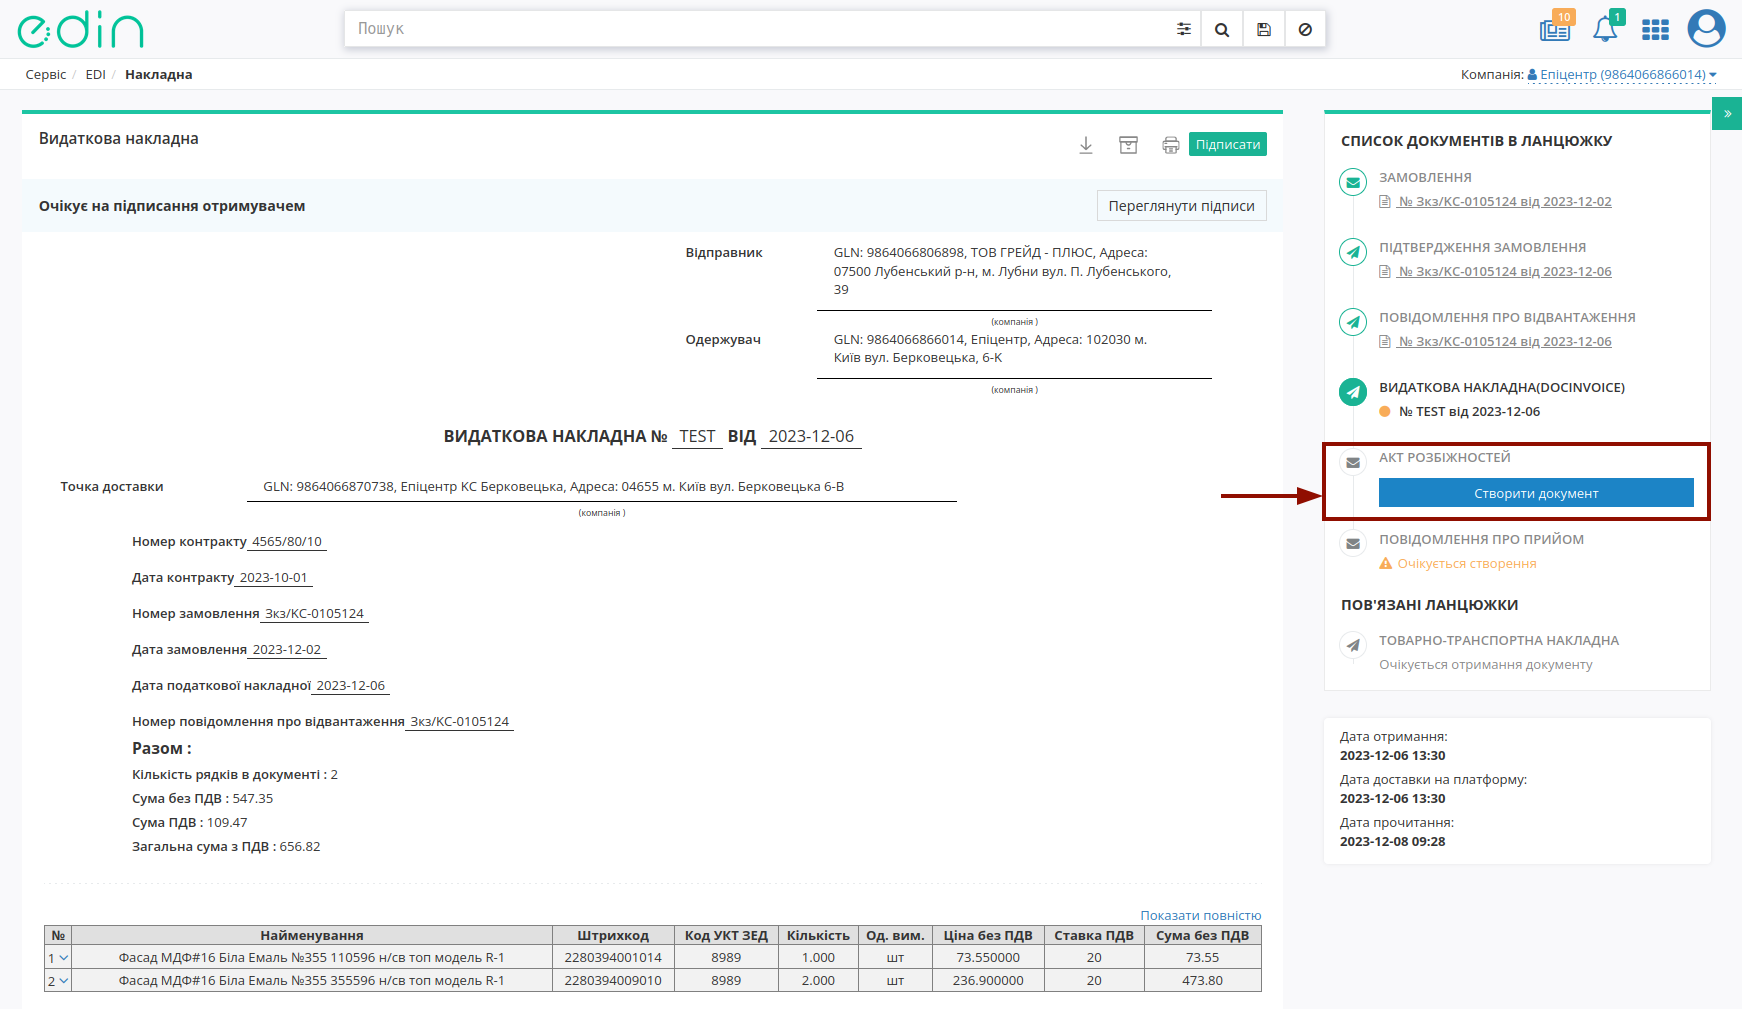 edin
Пошук
10
1
Сервіс / EDI / Накладна
Компанія: Епіцентр (9864066866014)
»
Видаткова накладна
Підписати
Очікує на підписання отримувачем
Переглянути підписи
Відправник
GLN: 9864066806898, ТОВ ГРЕЙД - ПЛЮС, Адреса:
07500 Лубенський р-н, м. Лубни вул. П. Лубенського,
39
(компанія )
Одержувач
GLN: 9864066866014, Епіцентр, Адреса: 102030 м.
Київ вул. Берковецька, 6-К
(компанія )
ВИДАТКОВА НАКЛАДНА № TEST ВІД 2023-12-06
Точка доставки GLN: 9864066870738, Епіцентр КС Берковецька, Адреса: 04655 м. Київ вул. Берковецька 6-В
(компанія )
Номер контракту 4565/80/10
Дата контракту 2023-10-01
Номер замовлення Зкз/КС-0105124
Дата замовлення 2023-12-02
Дата податкової накладної 2023-12-06
Номер повідомлення про відвантаження Зкз/КС-0105124
Разом :
Кількість рядків в документі : 2
Сума без ПДВ : 547.35
Сума ПДВ : 109.47
Загальна сума з ПДВ : 656.82
Показати повністю
№ Найменування Штрихкод Код УКТ ЗЕД Кількість Од. вим. Ціна без ПДВ Ставка ПДВ Сума без ПДВ
1 Фасад МДФ#16 Біла Емаль №355 110596 н/св топ модель R-1 2280394001014 8989 1.000 шт 73.550000 20 73.55
2 Фасад МДФ#16 Біла Емаль №355 355596 н/св топ модель R-1 2280394009010 8989 2.000 шт 236.900000 20 473.80
СПИСОК ДОКУМЕНТІВ В ЛАНЦЮЖКУ
ЗАМОВЛЕННЯ
№ Зкз/КС-0105124 від 2023-12-02
ПІДТВЕРДЖЕННЯ ЗАМОВЛЕННЯ
№ Зкз/КС-0105124 від 2023-12-06
ПОВІДОМЛЕННЯ ПРО ВІДВАНТАЖЕННЯ
№ Зкз/КС-0105124 від 2023-12-06
ВИДАТКОВА НАКЛАДНА(DOCINVOICE)
№ TEST від 2023-12-06
АКТ РОЗБІЖНОСТЕЙ
Створити документ
ПОВІДОМЛЕННЯ ПРО ПРИЙОМ
Очікується створення
ПОВ'ЯЗАНІ ЛАНЦЮЖКИ
ТОВАРНО-ТРАНСПОРТНА НАКЛАДНА
Очікується отримання документу
Дата отримання:
2023-12-06 13:30
Дата доставки на платформу:
2023-12-06 13:30
Дата прочитання:
2023-12-08 09:28